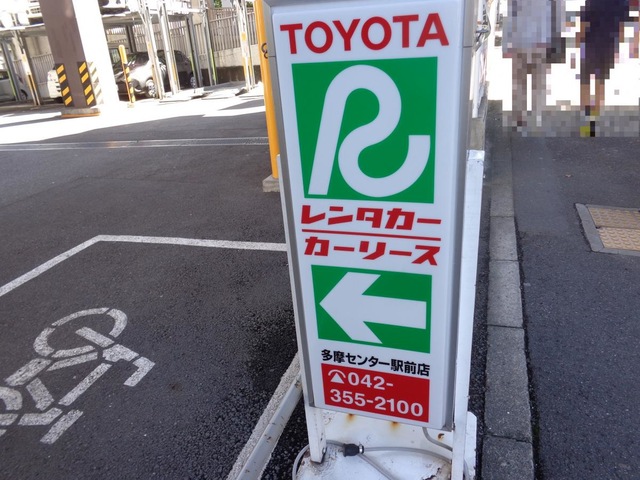 TOYOTA
R
レンタカー
カーリース
多摩センター駅前店
☎042-
355-2100